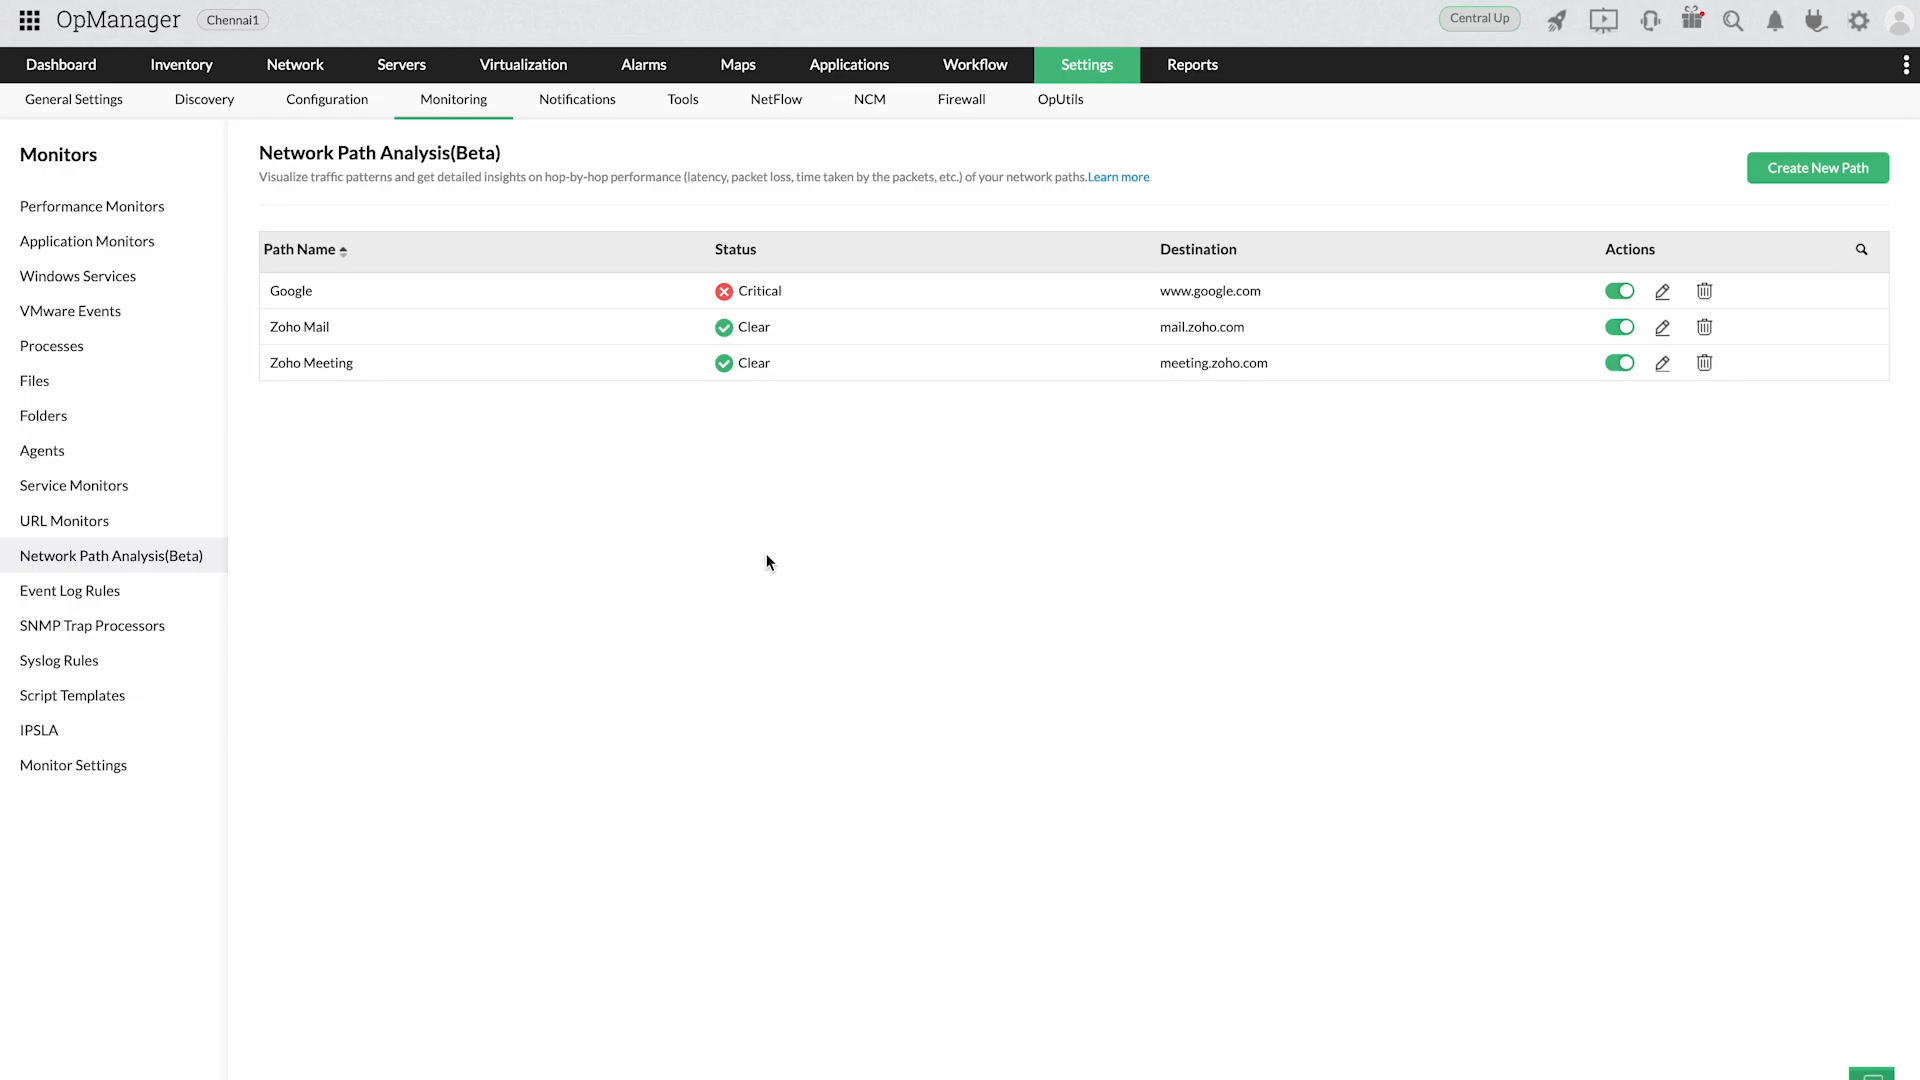 OpManager Chennai1 Central Up
Dashboard Inventory Network Servers Virtualization Alarms Maps Applications Workflow Settings Reports
General Settings Discovery Configuration Monitoring Notifications Tools NetFlow NCM Firewall OpUtils
Monitors
Performance Monitors
Application Monitors
Windows Services
VMware Events
Processes
Files
Folders
Agents
Service Monitors
URL Monitors
Network Path Analysis(Beta)
Event Log Rules
SNMP Trap Processors
Syslog Rules
Script Templates
IPSLA
Monitor Settings
Network Path Analysis(Beta)
Visualize traffic patterns and get detailed insights on hop-by-hop performance (latency, packet loss, time taken by the packets, etc.) of your network paths.Learn more
Create New Path
Path Name Status Destination Actions
Google Critical www.google.com
Zoho Mail Clear mail.zoho.com
Zoho Meeting Clear meeting.zoho.com